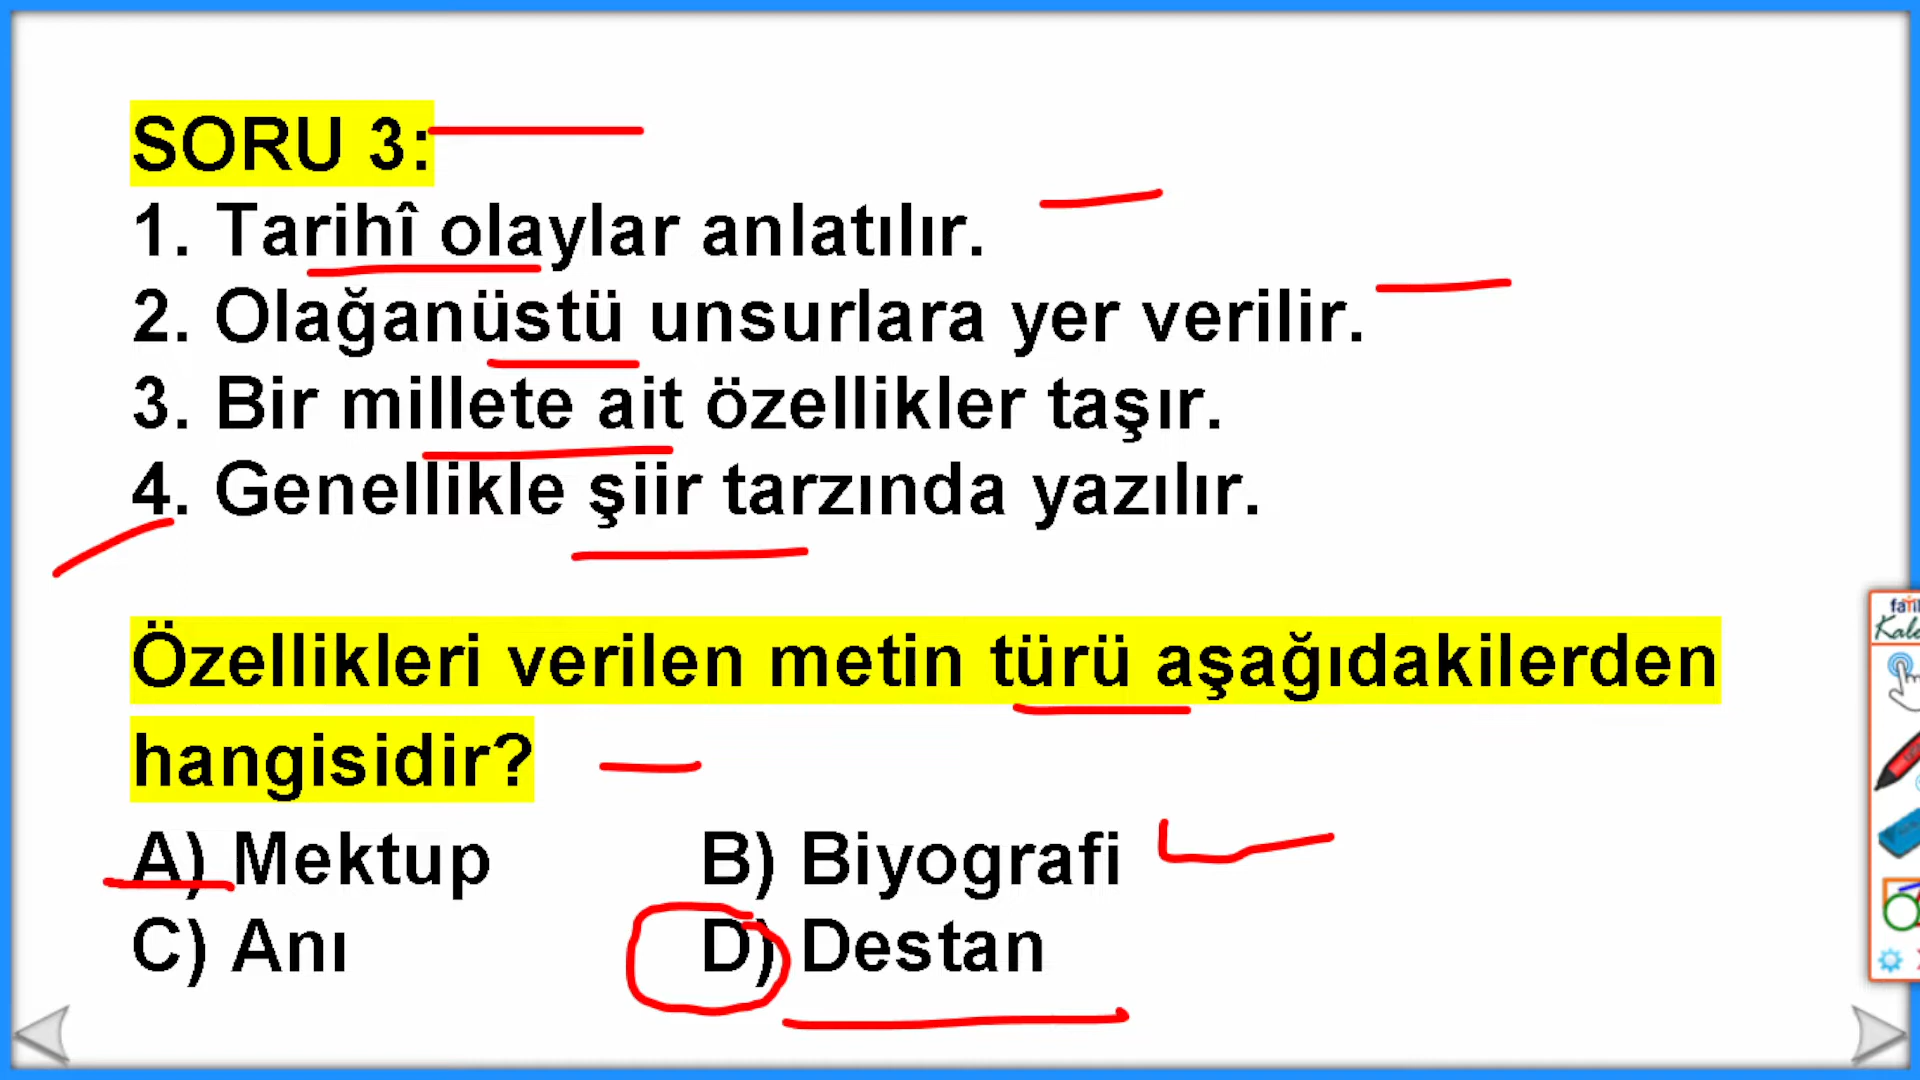 SORU 3:
1. Tarihî olaylar anlatılır.
2. Olağanüstü unsurlara yer verilir.
3. Bir millete ait özellikler taşır.
4. Genellikle şiir tarzında yazılır.
Özellikleri verilen metin türü aşağıdakilerden
hangisidir?
A) Mektup B) Biyografi
C) Anı D) Destan